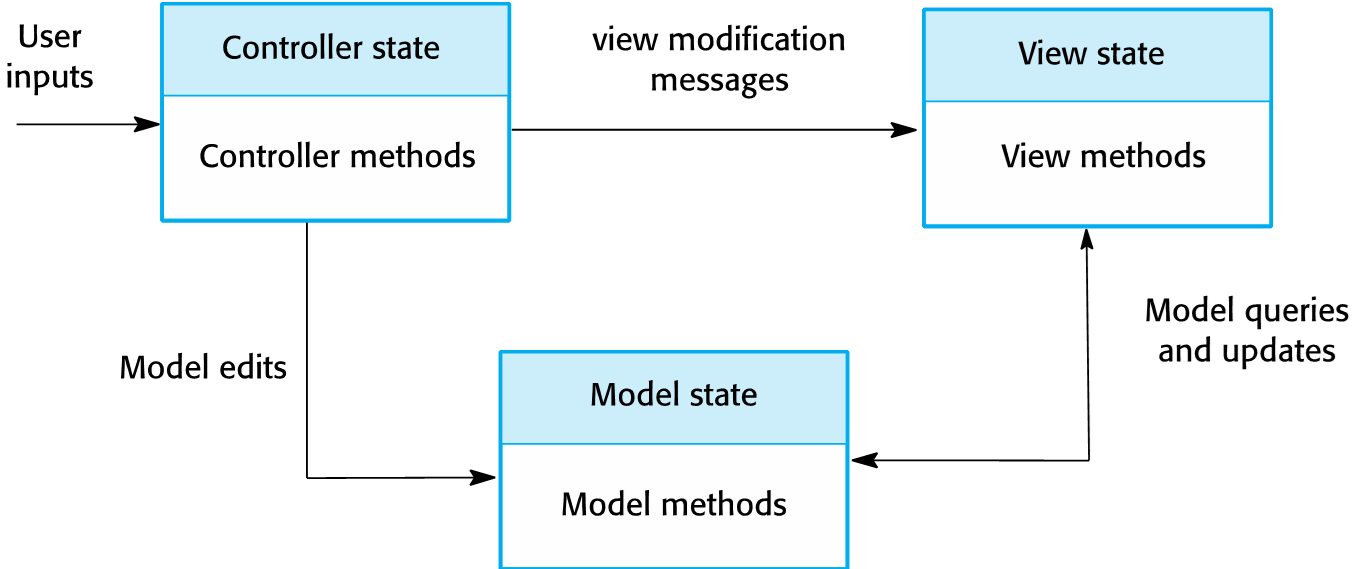 User
inputs
Controller state
Controller methods
view modification
messages
View state
View methods
Model edits
Model state
Model methods
Model queries
and updates